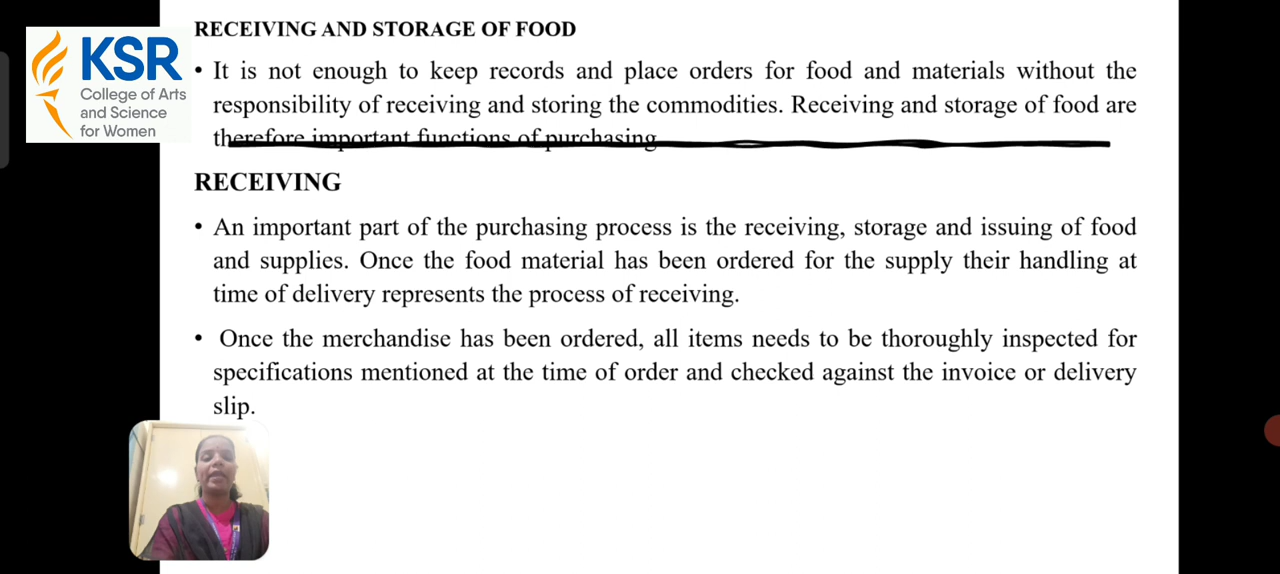 RECEIVING AND STORAGE OF FOOD
KSR
College of Arts
and Science
for Women
• It is not enough to keep records and place orders for food and materials without the
responsibility of receiving and storing the commodities. Receiving and storage of food are
therefore important functions of purchasing
RECEIVING
• An important part of the purchasing process is the receiving, storage and issuing of food
and supplies. Once the food material has been ordered for the supply their handling at
time of delivery represents the process of receiving.
• Once the merchandise has been ordered, all items needs to be thoroughly inspected for
specifications mentioned at the time of order and checked against the invoice or delivery
slip.